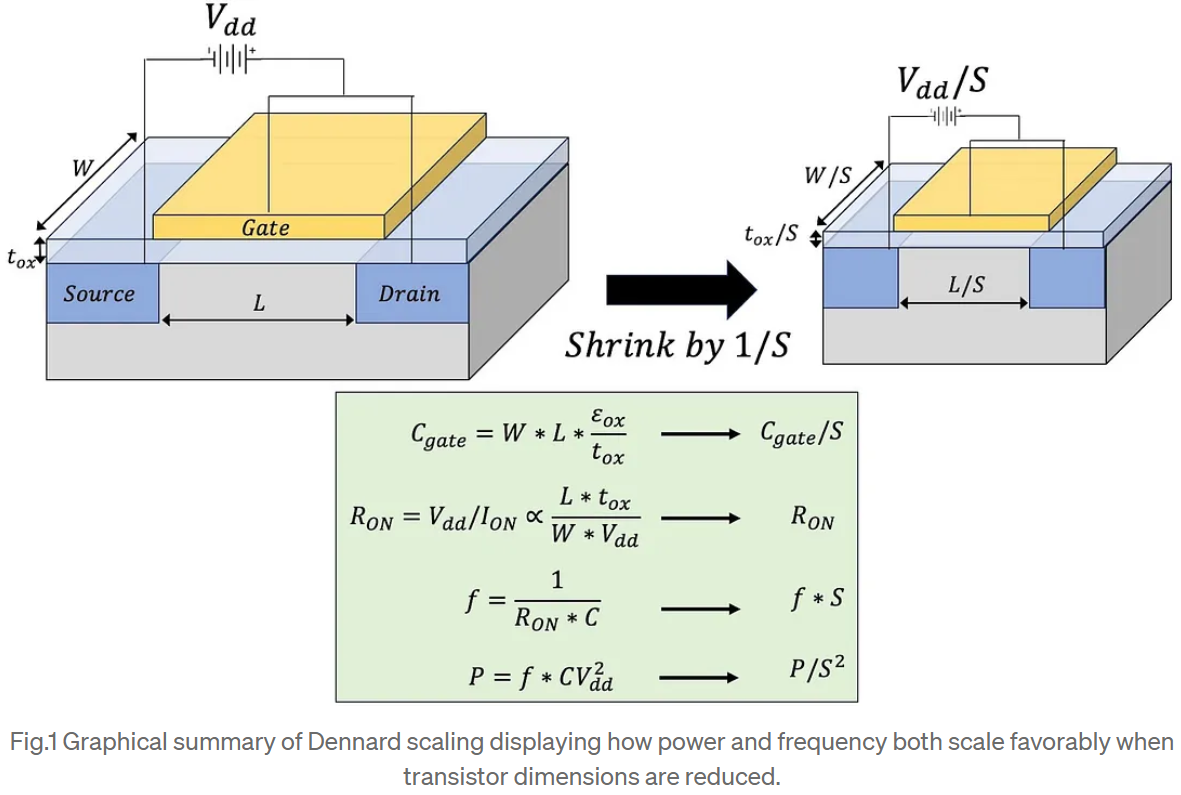 V_{dd}
W
t_{ox}
Gate
Source
L
Drain
Shrink by 1/S
V_{dd}/S
W/S
t_{ox}/S
L/S
C_{gate} = W * L * \frac{ε_{ox}}{t_{ox}} → C_{gate}/S
R_{ON} = V_{dd}/I_{ON} ∝ \frac{L * t_{ox}}{W * V_{dd}} → R_{ON}
f = \frac{1}{R_{ON} * C} → f * S
P = f * CV_{dd}^2 → P/S^2
Fig.1 Graphical summary of Dennard scaling displaying how power and frequency both scale favorably when
transistor dimensions are reduced.